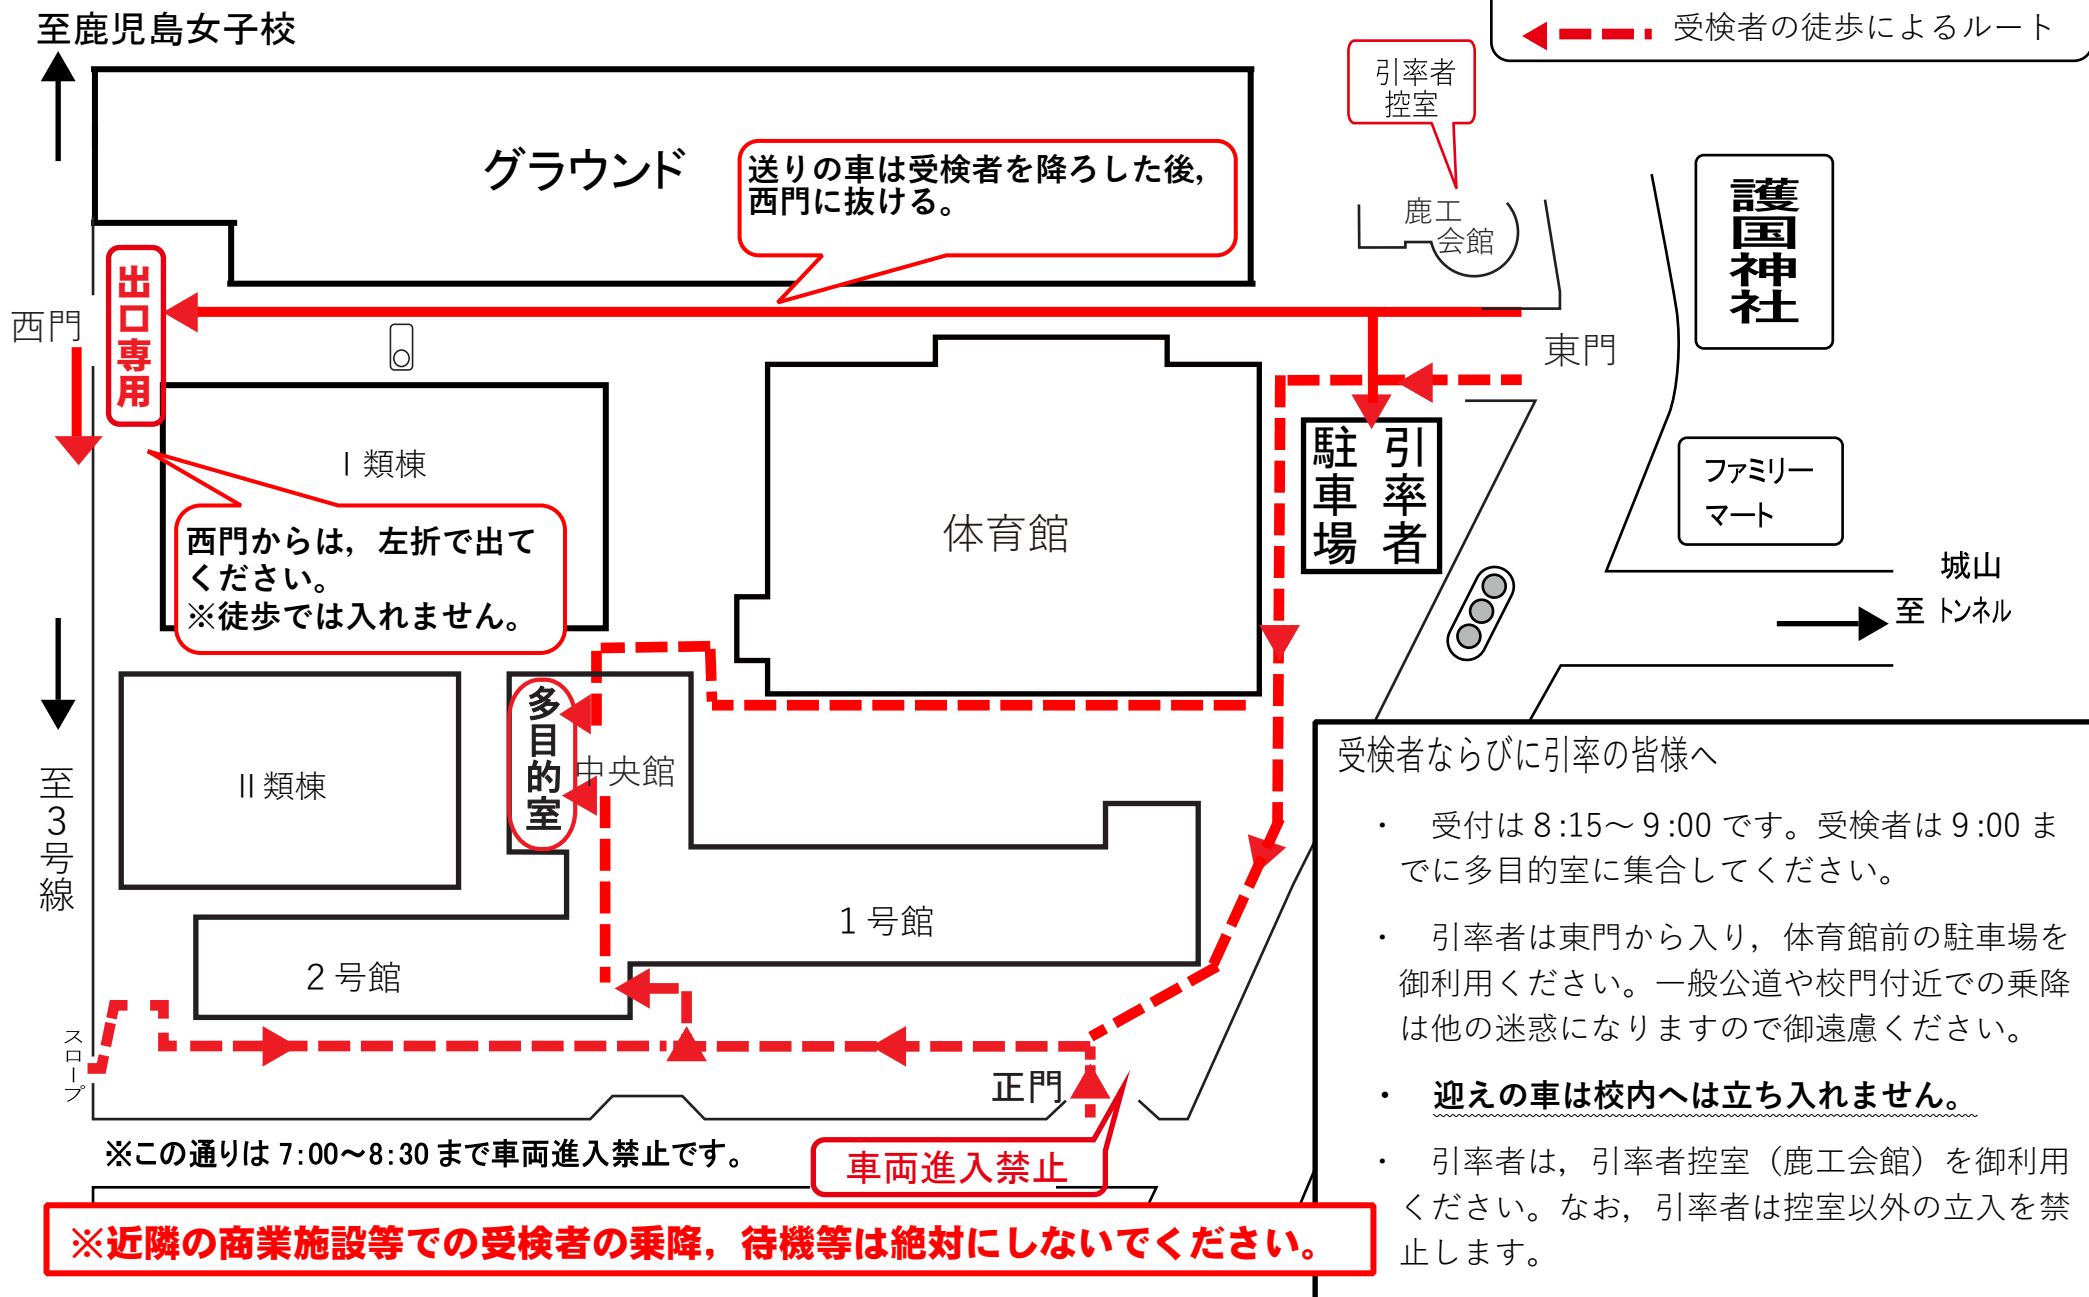 至鹿児島女子校
受検者の徒歩によるルート
引率者
控室
グラウンド
送りの車は受検者を降ろした後，
西門に抜ける。
鹿工
会館
護国神社
出口専用
西門
東門
Ⅰ類棟
駐車場
引率者
ファミリー
マート
体育館
西門からは，左折で出て
ください。
※徒歩では入れません。
城山
至 トンネル
多目的室
中央館
Ⅱ類棟
至3号線
1号館
2号館
スロープ
正門
※この通りは 7:00～8:30 まで車両進入禁止です。
車両進入禁止
※近隣の商業施設等での受検者の乗降，待機等は絶対にしないでください。
受検者ならびに引率の皆様へ
・ 受付は 8:15～ 9:00 です。受検者は 9:00 ま
でに多目的室に集合してください。
・ 引率者は東門から入り，体育館前の駐車場を
御利用ください。一般公道や校門付近での乗降
は他の迷惑になりますので御遠慮ください。
・ 迎えの車は校内へは立ち入れません。
・ 引率者は，引率者控室（鹿工会館）を御利用
ください。なお，引率者は控室以外の立入を禁
止します。